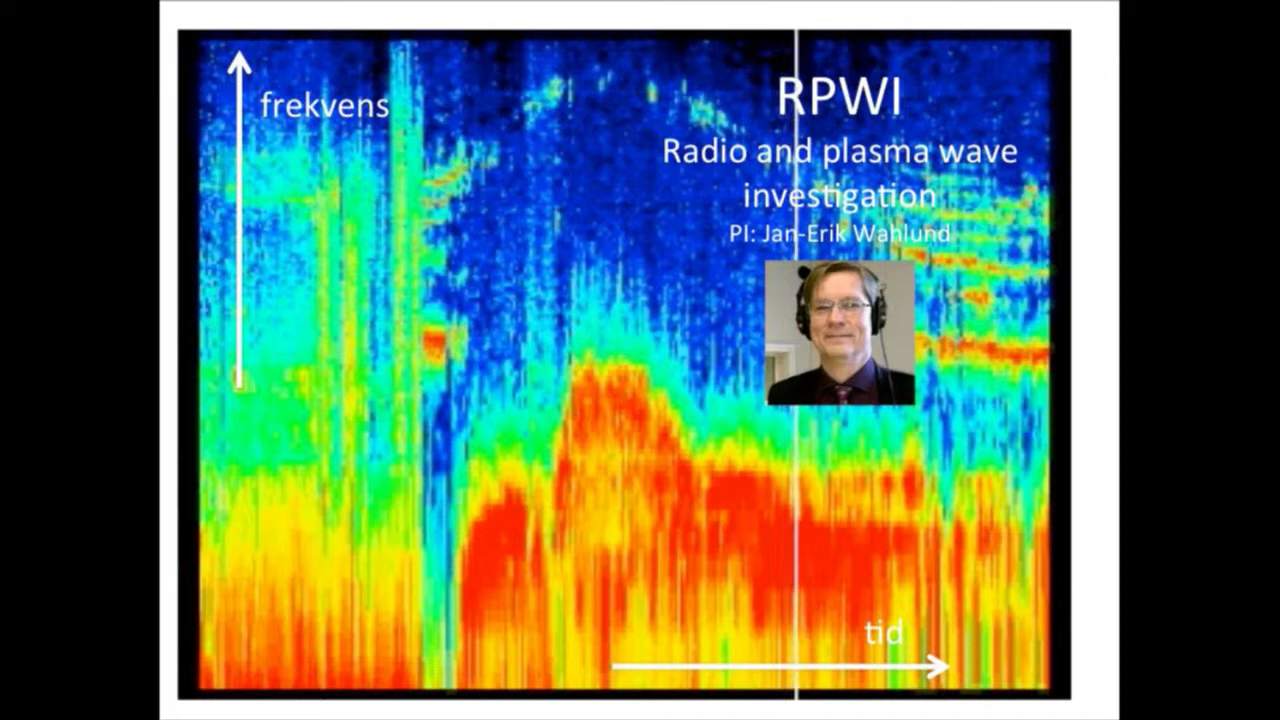 frekvens
RPWI
Radio and plasma wave
investigation
PI: Jan-Erik Wahlund
tid